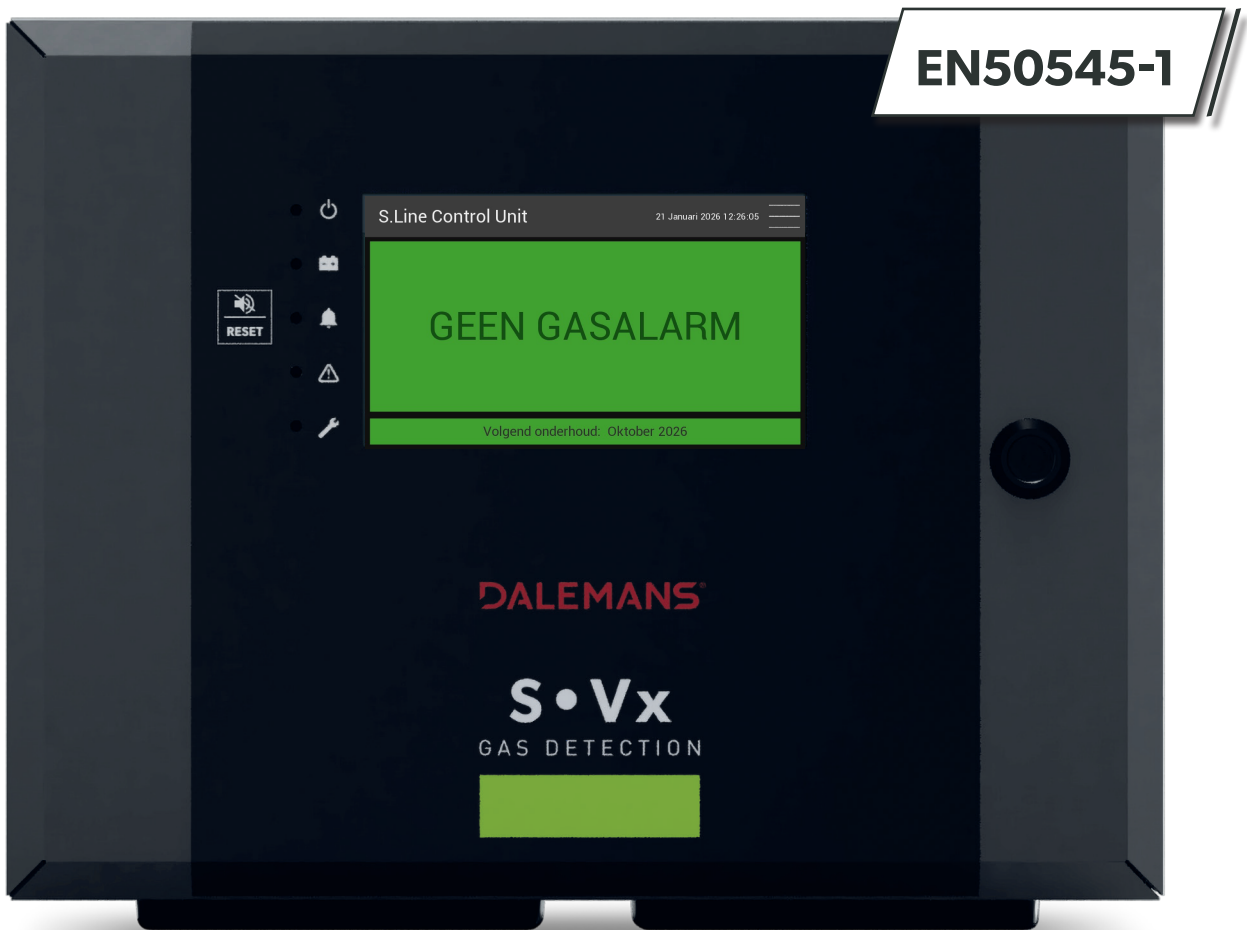 EN50545-1
S.Line Control Unit
21 Januari 2026 12:26:05
GEEN GASALARM
RESET
Volgend onderhoud: Oktober 2026
DALEMANS®
S•Vx
GAS DETECTION